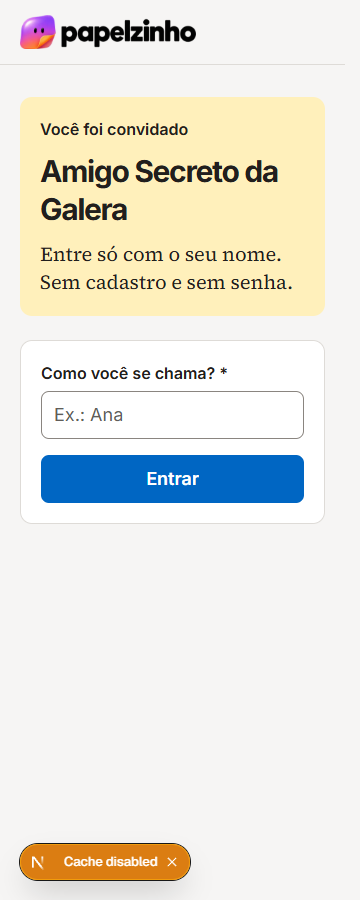 papelzinho
Você foi convidado
Amigo Secreto da
Galera
Entre só com o seu nome.
Sem cadastro e sem senha.
Como você se chama? *
Ex.: Ana
Entrar
N Cache disabled ×